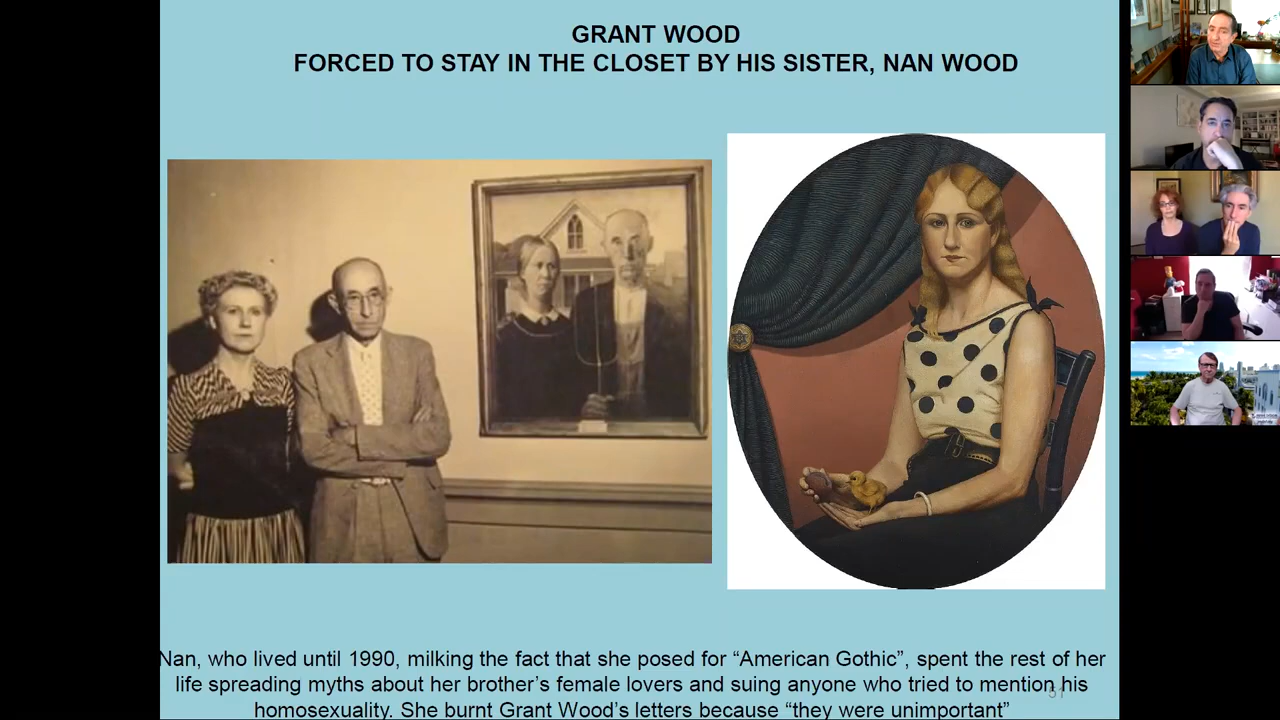 GRANT WOOD
FORCED TO STAY IN THE CLOSET BY HIS SISTER, NAN WOOD
Nan, who lived until 1990, milking the fact that she posed for “American Gothic”, spent the rest of her
life spreading myths about her brother’s female lovers and suing anyone who tried to mention his
homosexuality. She burnt Grant Wood’s letters because “they were unimportant”
51